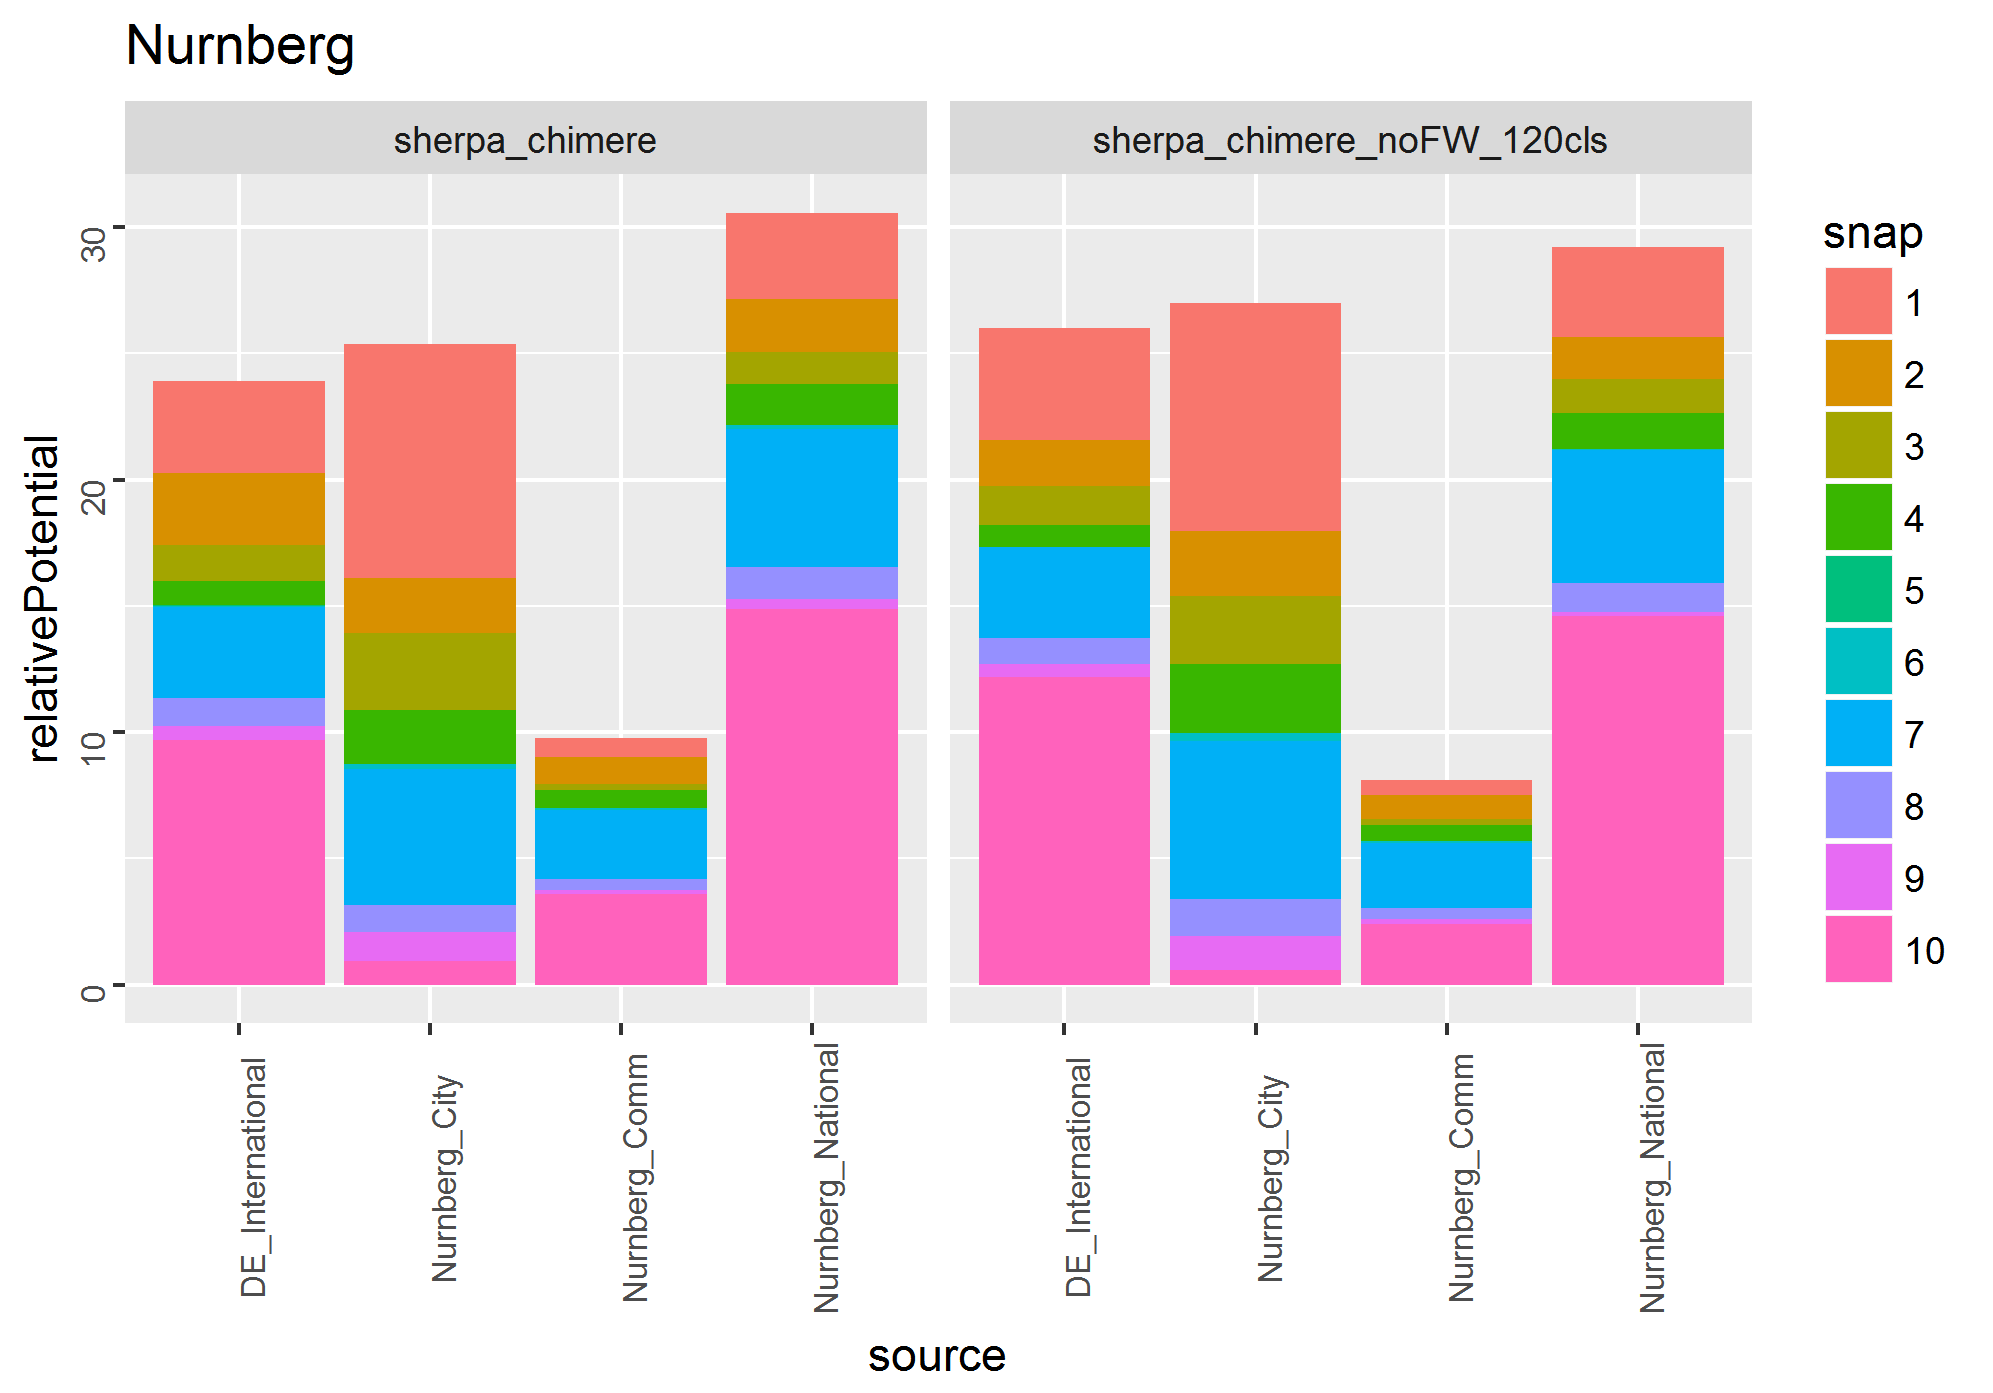 Nurnberg
sherpa_chimere
sherpa_chimere_noFW_120cls
relativePotential
30
20
10
0
DE_International
Nurnberg_City
Nurnberg_Comm
Nurnberg_National
DE_International
Nurnberg_City
Nurnberg_Comm
Nurnberg_National
source
snap
1
2
3
4
5
6
7
8
9
10